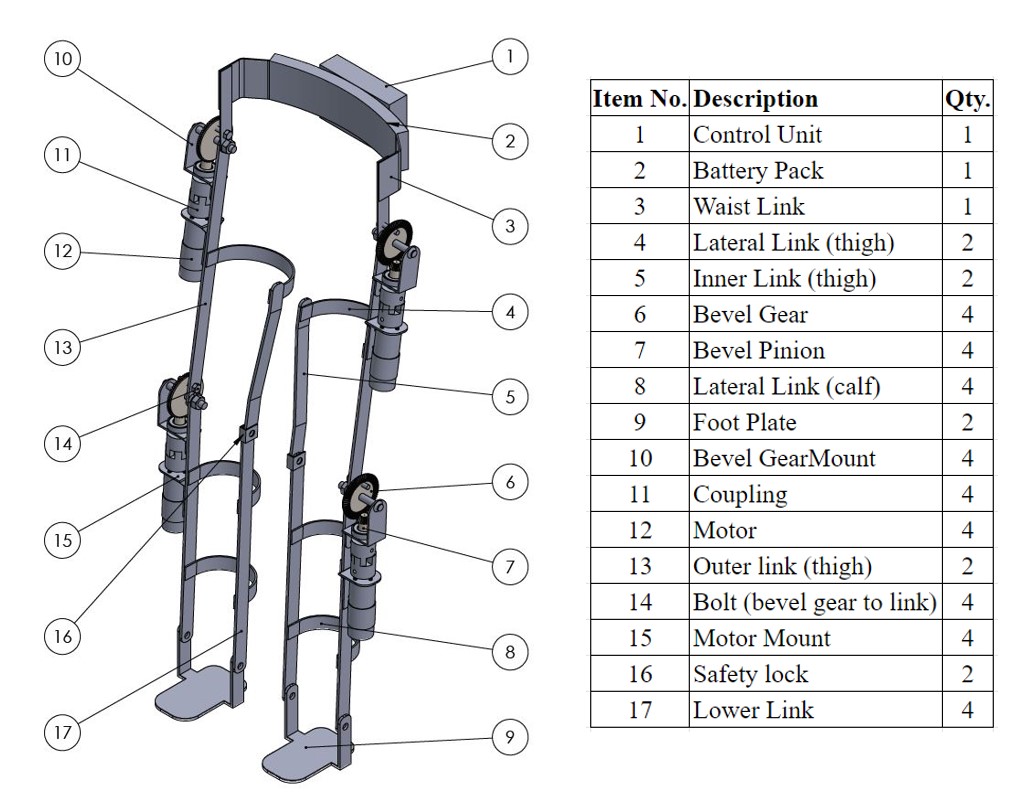 10
11
12
13
14
15
16
17
1
2
3
4
5
6
7
8
9
Item No. Description Qty.
1 Control Unit 1
2 Battery Pack 1
3 Waist Link 1
4 Lateral Link (thigh) 2
5 Inner Link (thigh) 2
6 Bevel Gear 4
7 Bevel Pinion 4
8 Lateral Link (calf) 4
9 Foot Plate 2
10 Bevel GearMount 4
11 Coupling 4
12 Motor 4
13 Outer link (thigh) 2
14 Bolt (bevel gear to link) 4
15 Motor Mount 4
16 Safety lock 2
17 Lower Link 4